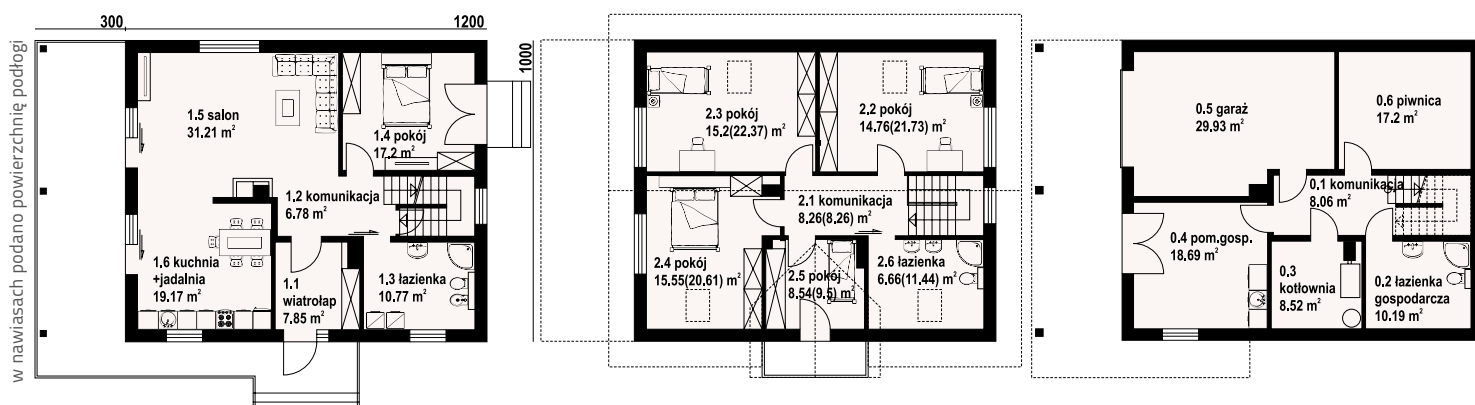 w nawiasach podano powierzchnię podłogi
300
1200
1000
1.5 salon
31.21 m²
1.4 pokój
17.2 m²
1.2 komunikacja
6.78 m²
1.6 kuchnia
+jadalnia
19.17 m²
1.1
wiatrołap
7.85 m²
1.3 łazienka
10.77 m²
2.3 pokój
15.2(22.37) m²
2.2 pokój
14.76(21.73) m²
2.1 komunikacja
8.26(8.26) m²
2.4 pokój
15.55(20.61) m²
2.5 pokój
8.54(9.5) m²
2.6 łazienka
6.66(11.44) m²
0.5 garaż
29.93 m²
0.6 piwnica
17.2 m²
0.1 komunikacja
8.06 m²
0.4 pom.gosp.
18.69 m²
0.3
kotłownia
8.52 m²
0.2 łazienka
gospodarcza
10.19 m²